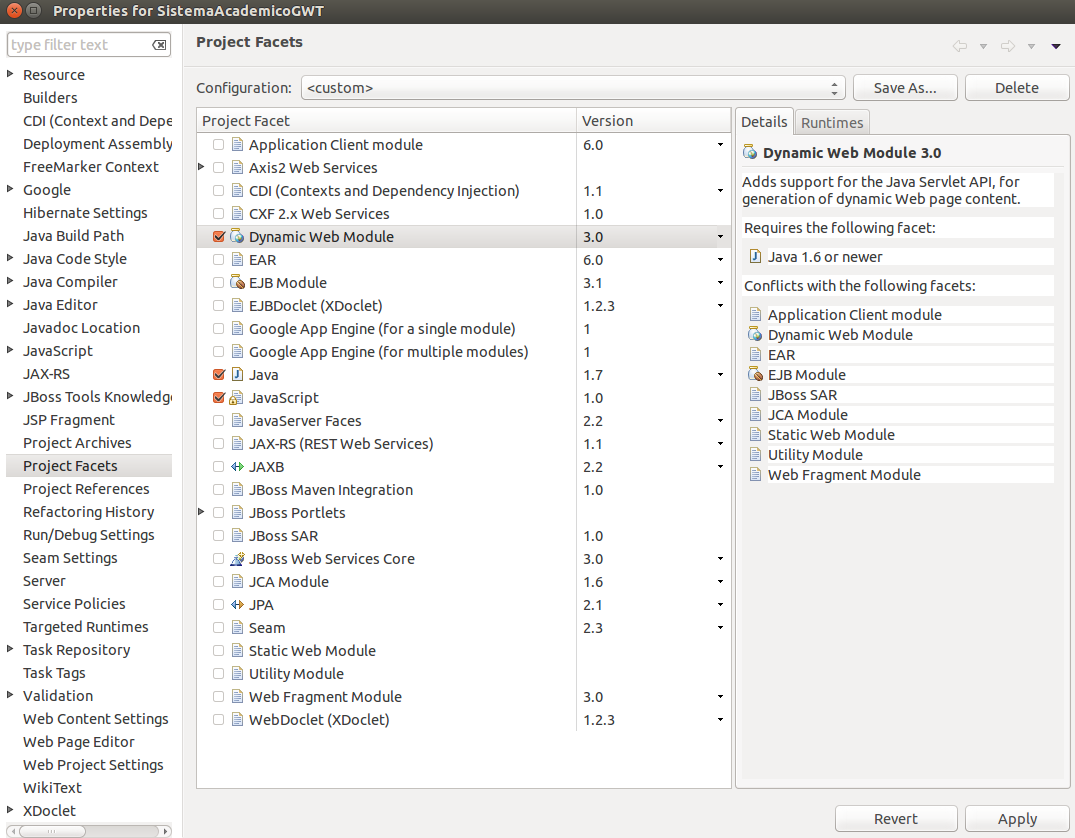 Properties for SistemaAcademicoGWT
type filter text
Resource
Builders
CDI (Context and Depe
Deployment Assembly
FreeMarker Context
Google
Hibernate Settings
Java Build Path
Java Code Style
Java Compiler
Java Editor
Javadoc Location
JavaScript
JAX-RS
JBoss Tools Knowledge
JSP Fragment
Project Archives
Project Facets
Project References
Refactoring History
Run/Debug Settings
Seam Settings
Server
Service Policies
Targeted Runtimes
Task Repository
Task Tags
Validation
Web Content Settings
Web Page Editor
Web Project Settings
WikiText
XDoclet
Project Facets
Configuration: <custom> Save As... Delete
Project Facet Version
Application Client module 6.0
Axis2 Web Services
CDI (Contexts and Dependency Injection) 1.1
CXF 2.x Web Services 1.0
Dynamic Web Module 3.0
EAR 6.0
EJB Module 3.1
EJBDoclet (XDoclet) 1.2.3
Google App Engine (for a single module) 1
Google App Engine (for multiple modules) 1
Java 1.7
JavaScript 1.0
JavaServer Faces 2.2
JAX-RS (REST Web Services) 1.1
JAXB 2.2
JBoss Maven Integration 1.0
JBoss Portlets
JBoss SAR 1.0
JBoss Web Services Core 3.0
JCA Module 1.6
JPA 2.1
Seam 2.3
Static Web Module
Utility Module
Web Fragment Module 3.0
WebDoclet (XDoclet) 1.2.3
Details Runtimes
Dynamic Web Module 3.0
Adds support for the Java Servlet API, for
generation of dynamic Web page content.
Requires the following facet:
Java 1.6 or newer
Conflicts with the following facets:
Application Client module
Dynamic Web Module
EAR
EJB Module
JBoss SAR
JCA Module
Static Web Module
Utility Module
Web Fragment Module
Revert Apply